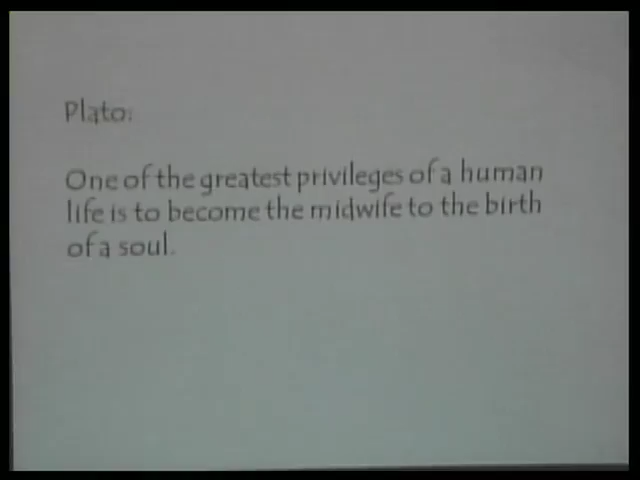 Plato:
One of the greatest privileges of a human
life is to become the midwife to the birth
of a soul.